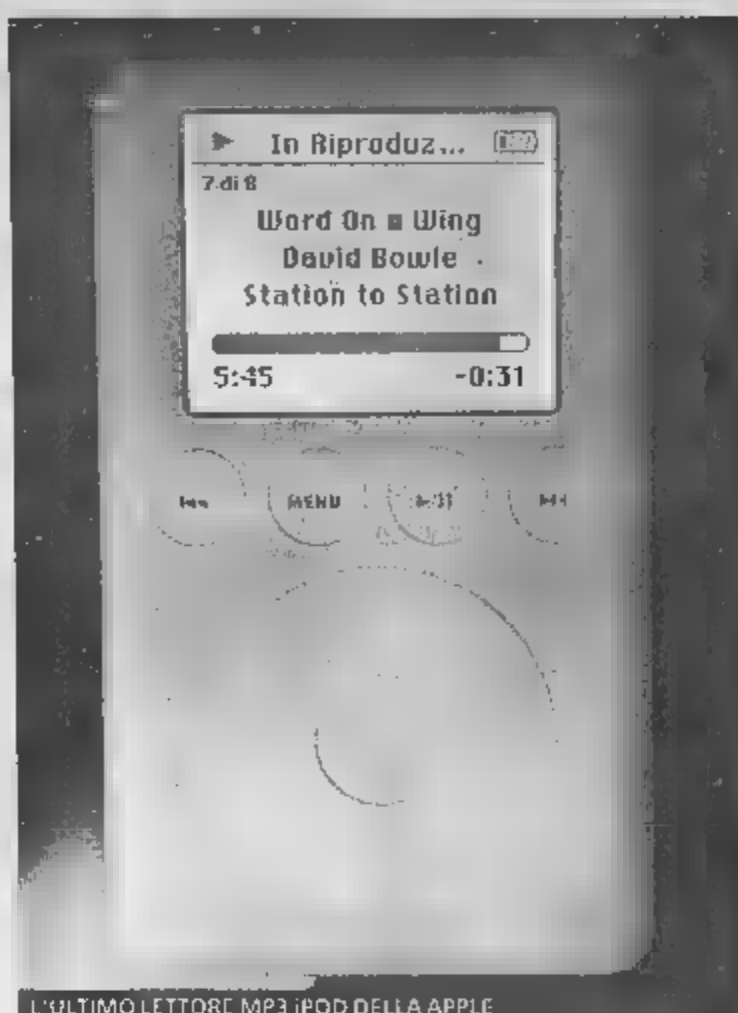 In Riproduz...
7 di 8
Word On a Wing
David Bowie
Station to Station
5:45 -0:31
MENU
L'ULTIMO LETTORE MP3 iPOD DELLA APPLE